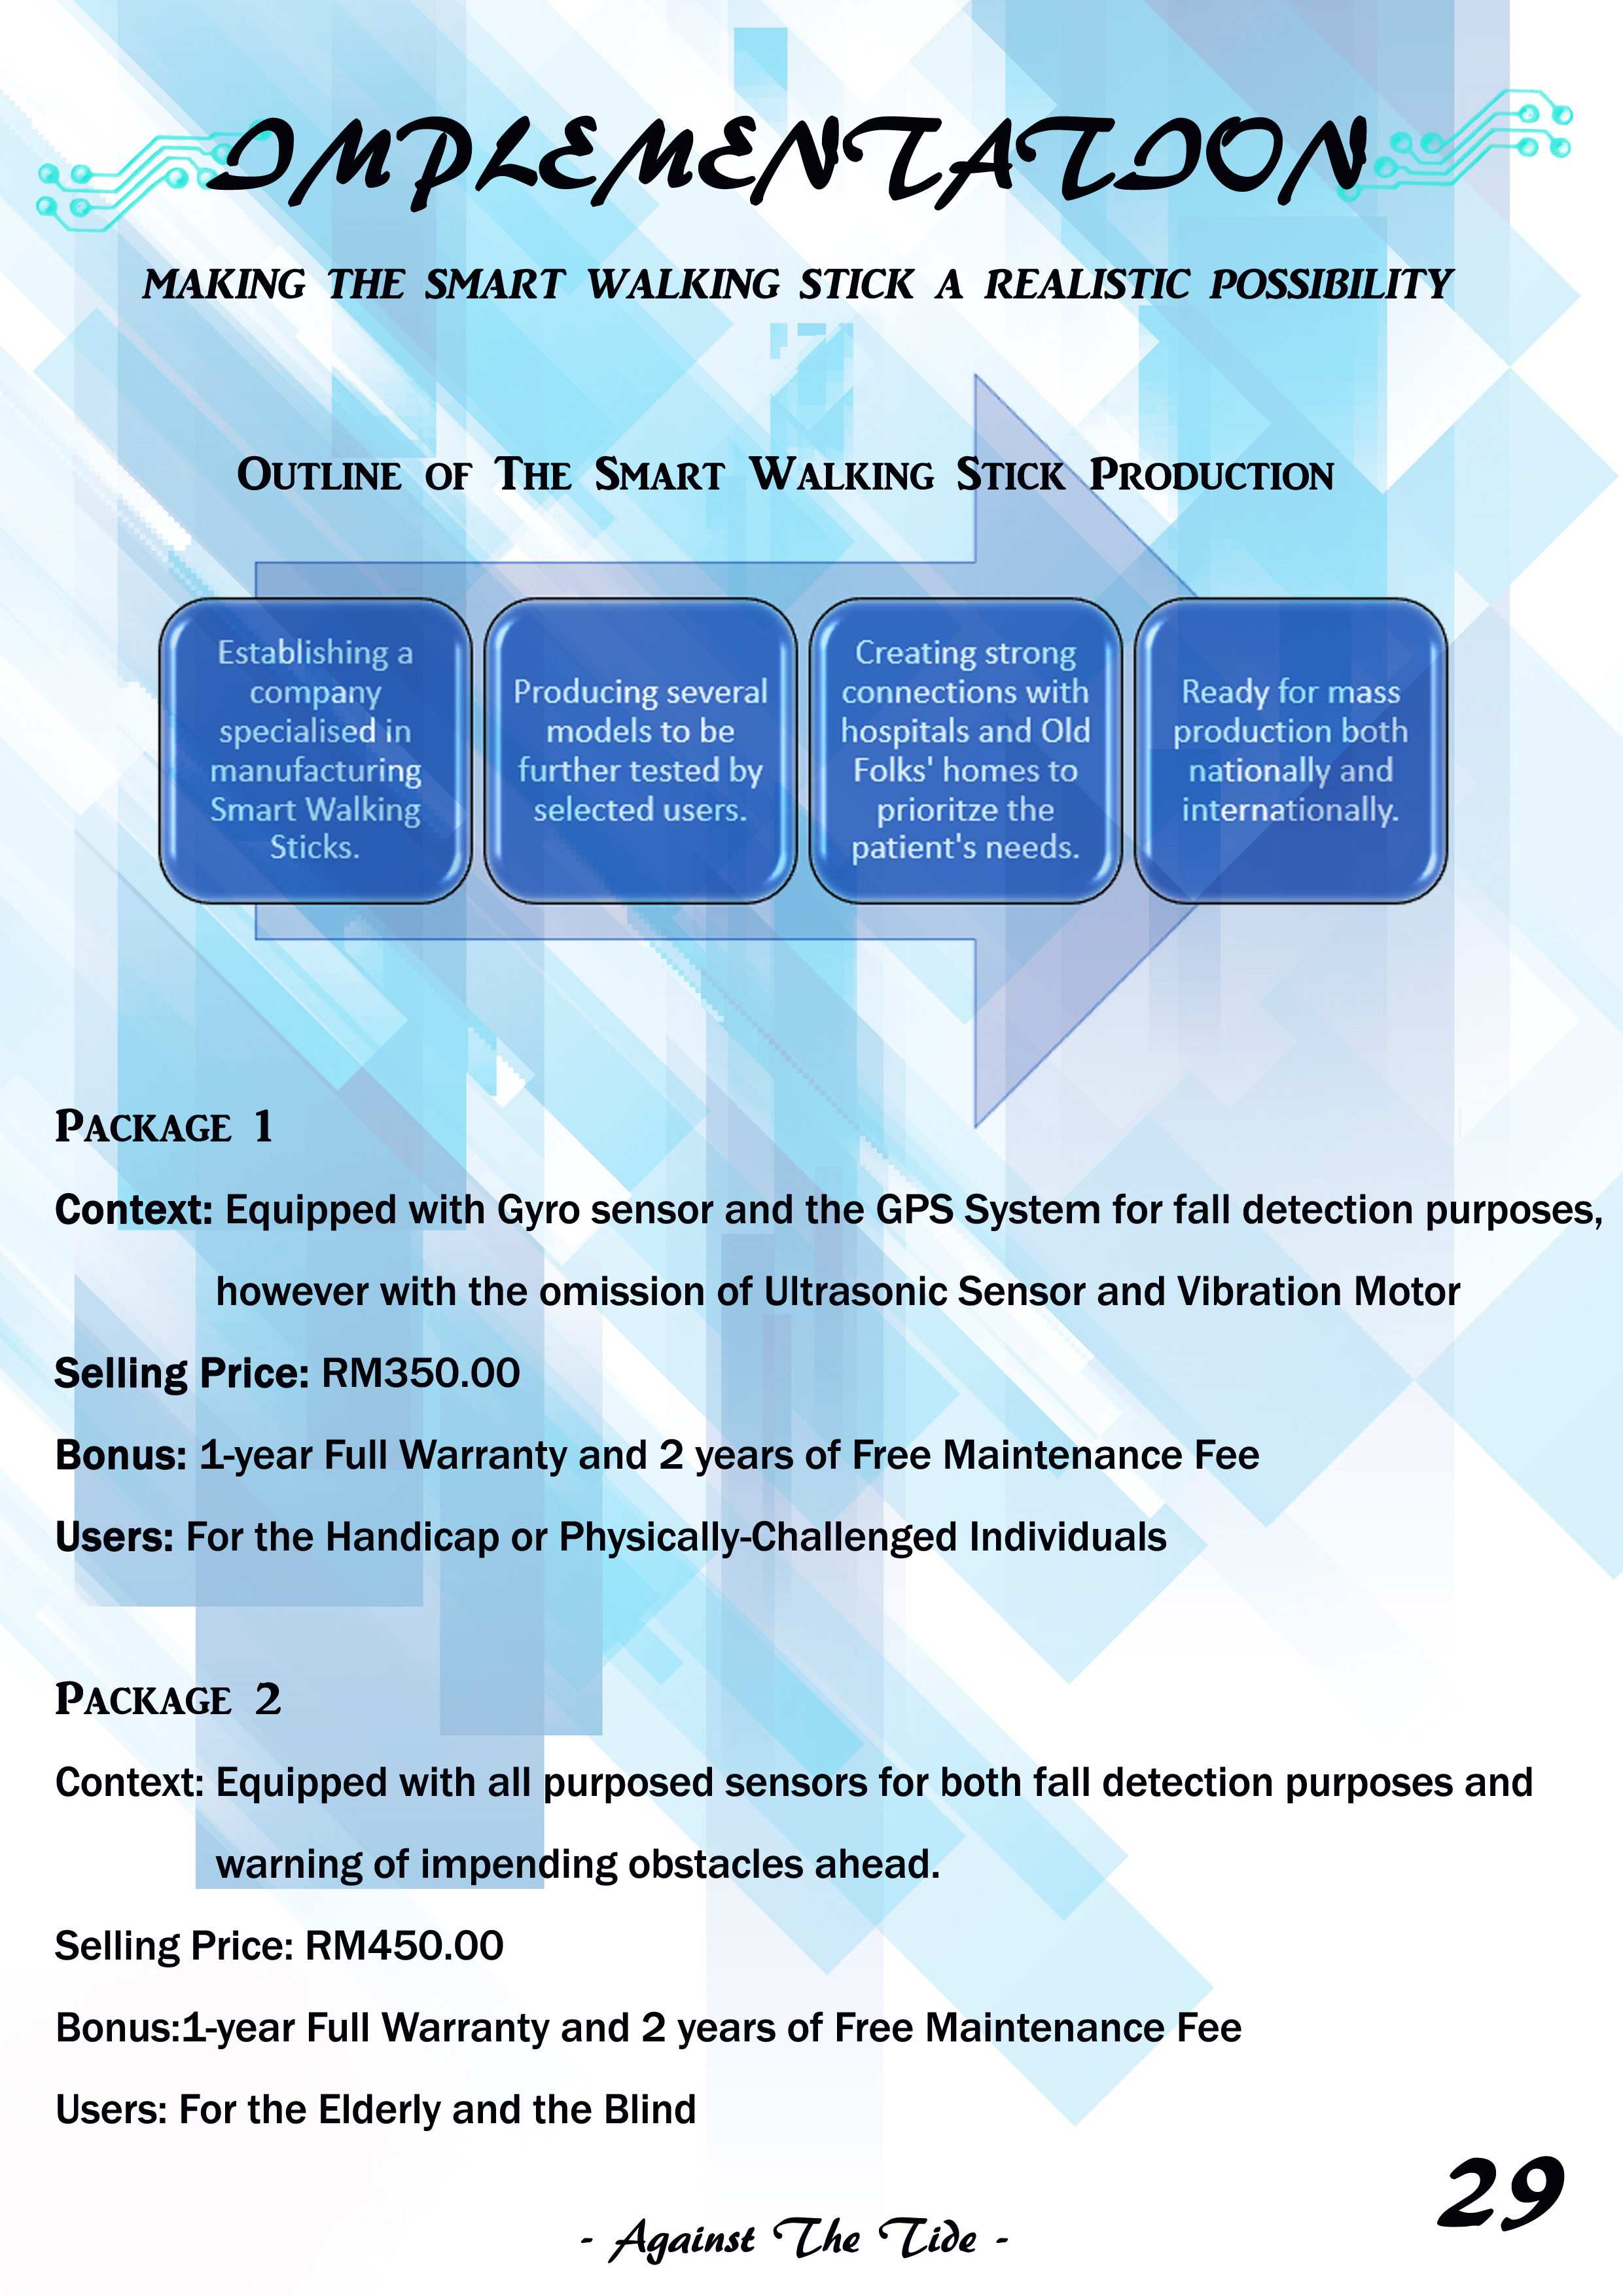 IMPLEMENTATION
MAKING THE SMART WALKING STICK A REALISTIC POSSIBILITY
Outline of The Smart Walking Stick Production
Establishing a
company
specialised in
manufacturing
Smart Walking
Sticks.
Producing several
models to be
further tested by
selected users.
Creating strong
connections with
hospitals and Old
Folks' homes to
prioritze the
patient's needs.
Ready for mass
production both
nationally and
internationally.
Package 1
Context: Equipped with Gyro sensor and the GPS System for fall detection purposes,
however with the omission of Ultrasonic Sensor and Vibration Motor
Selling Price: RM350.00
Bonus: 1-year Full Warranty and 2 years of Free Maintenance Fee
Users: For the Handicap or Physically-Challenged Individuals
Package 2
Context: Equipped with all purposed sensors for both fall detection purposes and
warning of impending obstacles ahead.
Selling Price: RM450.00
Bonus:1-year Full Warranty and 2 years of Free Maintenance Fee
Users: For the Elderly and the Blind
29
- Against The Tide -